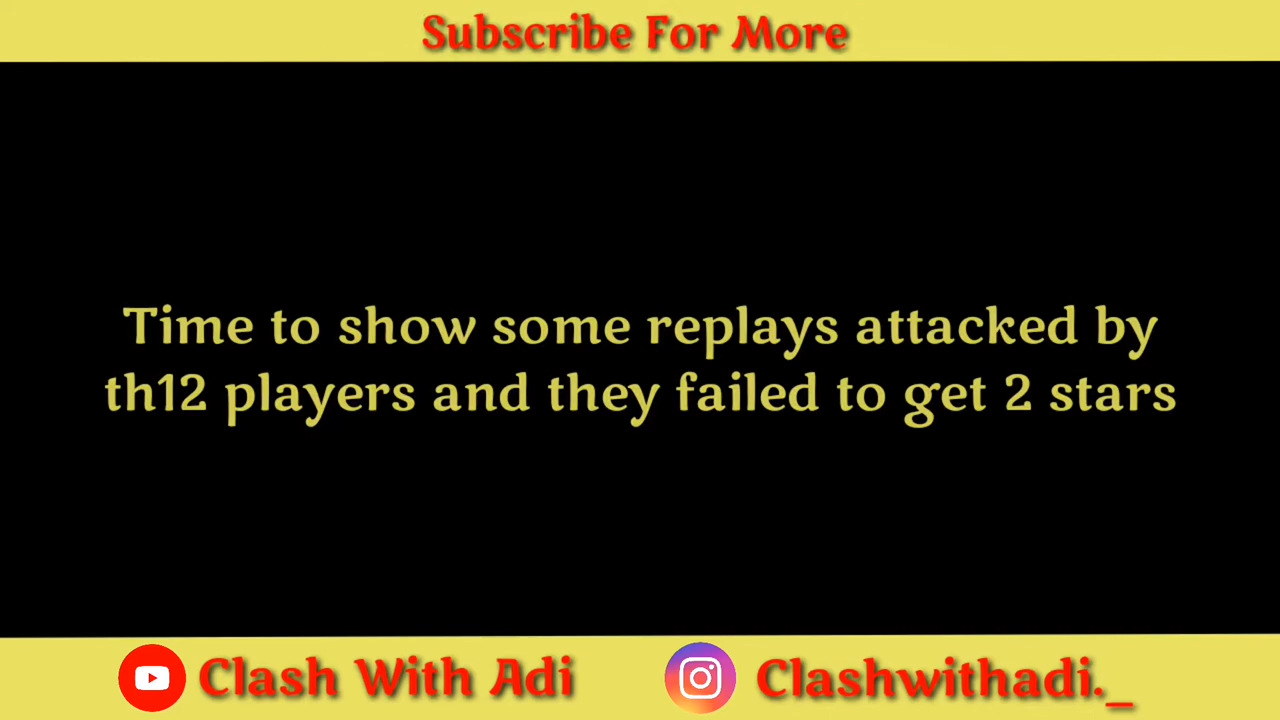 Subscribe For More
Time to show some replays attacked by
th12 players and they failed to get 2 stars
Clash With Adi
Clashwithadi._